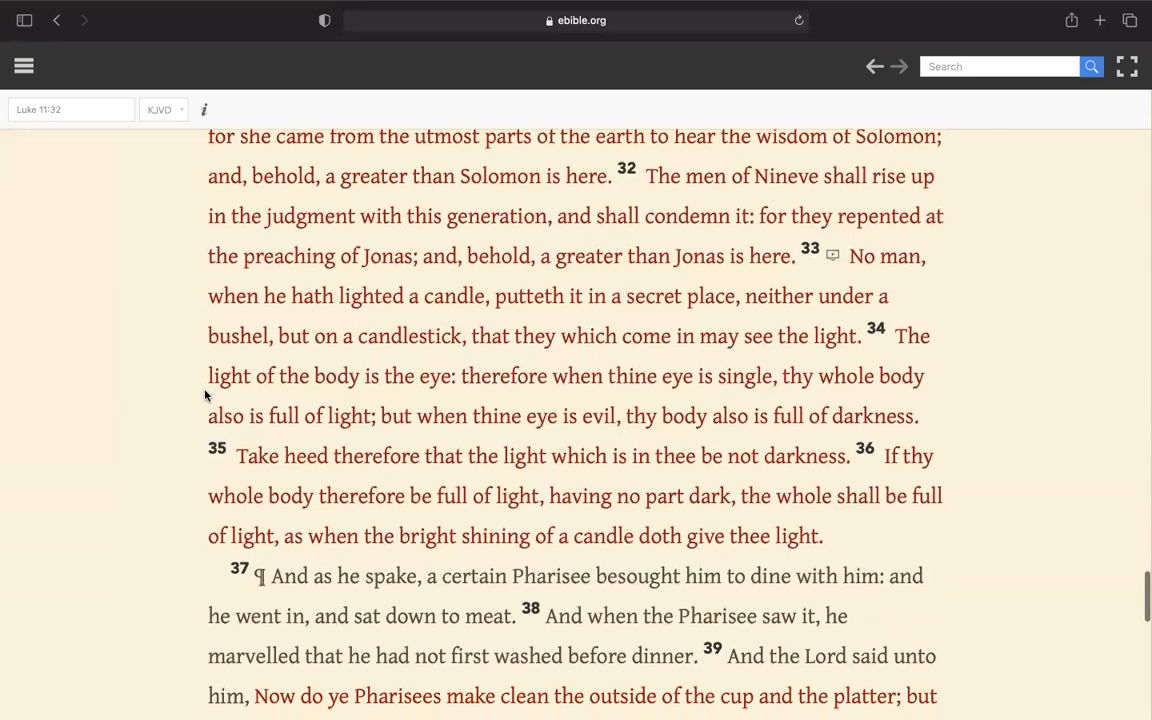 ebible.org
Search
Luke 11:32
KJVD
i
for she came from the utmost parts of the earth to hear the wisdom of Solomon;
and, behold, a greater than Solomon is here. 32 The men of Nineve shall rise up
in the judgment with this generation, and shall condemn it: for they repented at
the preaching of Jonas; and, behold, a greater than Jonas is here. 33 No man,
when he hath lighted a candle, putteth it in a secret place, neither under a
bushel, but on a candlestick, that they which come in may see the light. 34 The
light of the body is the eye: therefore when thine eye is single, thy whole body
also is full of light; but when thine eye is evil, thy body also is full of darkness.
35 Take heed therefore that the light which is in thee be not darkness. 36 If thy
whole body therefore be full of light, having no part dark, the whole shall be full
of light, as when the bright shining of a candle doth give thee light.
37 ¶ And as he spake, a certain Pharisee besought him to dine with him: and
he went in, and sat down to meat. 38 And when the Pharisee saw it, he
marvelled that he had not first washed before dinner. 39 And the Lord said unto
him, Now do ye Pharisees make clean the outside of the cup and the platter; but